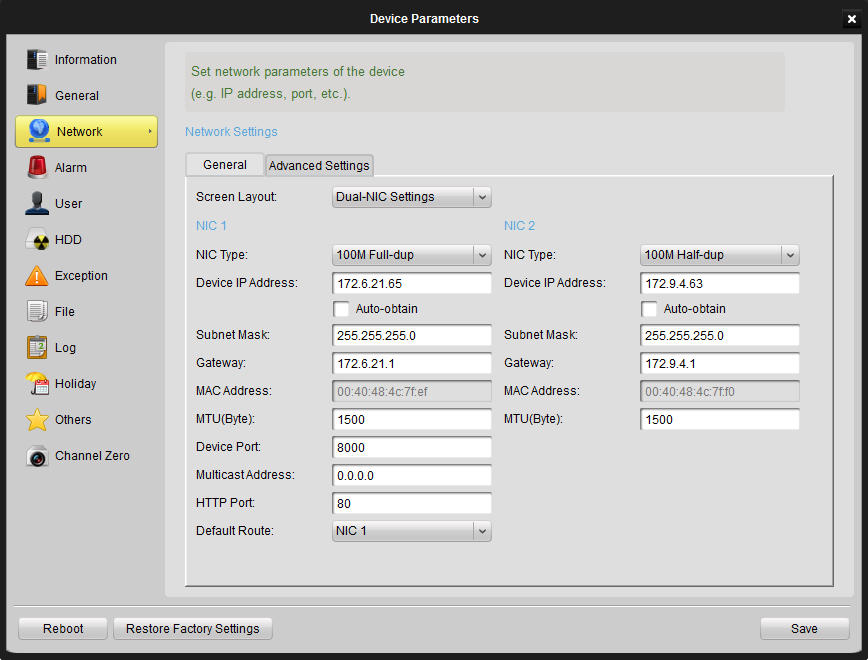 Device Parameters
Information
General
Network
Alarm
User
HDD
Exception
File
Log
Holiday
Others
Channel Zero
Set network parameters of the device
(e.g. IP address, port, etc.).
Network Settings
General Advanced Settings
Screen Layout: Dual-NIC Settings
NIC 1 NIC 2
NIC Type: 100M Full-dup NIC Type: 100M Half-dup
Device IP Address: 172.6.21.65 Device IP Address: 172.9.4.63
Auto-obtain Auto-obtain
Subnet Mask: 255.255.255.0 Subnet Mask: 255.255.255.0
Gateway: 172.6.21.1 Gateway: 172.9.4.1
MAC Address: 00:40:48:4c:7f:ef MAC Address: 00:40:48:4c:7f:f0
MTU(Byte): 1500 MTU(Byte): 1500
Device Port: 8000
Multicast Address: 0.0.0.0
HTTP Port: 80
Default Route: NIC 1
Reboot Restore Factory Settings Save